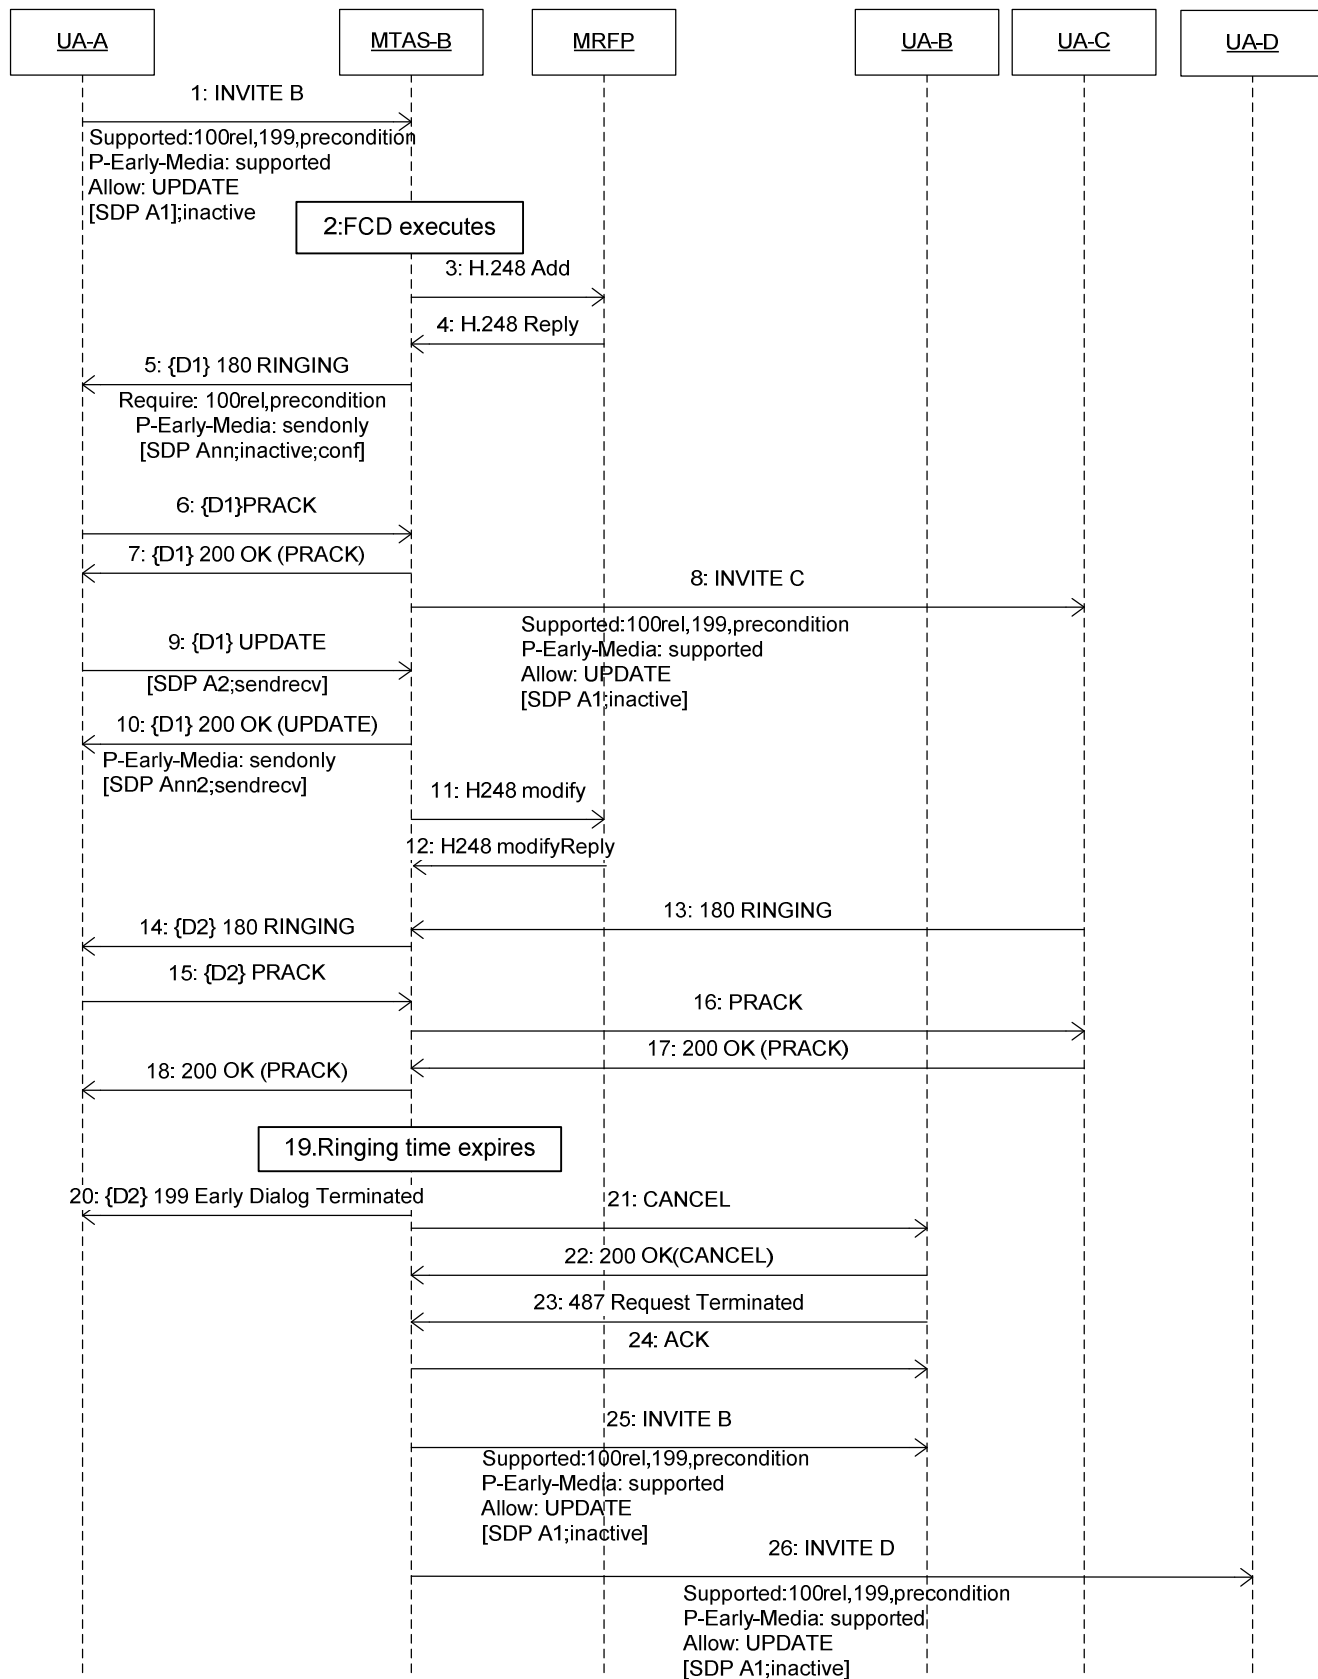 UA-A
MTAS-B
MRFP
UA-B
UA-C
UA-D
1: INVITE B
Supported:100rel,199,precondition
P-Early-Media: supported
Allow: UPDATE
[SDP A1];inactive
2:FCD executes
3: H.248 Add
4: H.248 Reply
5: {D1} 180 RINGING
Require: 100rel,precondition
P-Early-Media: sendonly
[SDP Ann;inactive;conf]
6: {D1}PRACK
7: {D1} 200 OK (PRACK)
8: INVITE C
Supported:100rel,199,precondition
P-Early-Media: supported
Allow: UPDATE
[SDP A1;inactive]
9: {D1} UPDATE
[SDP A2;sendrecv]
10: {D1} 200 OK (UPDATE)
P-Early-Media: sendonly
[SDP Ann2;sendrecv]
11: H248 modify
12: H248 modifyReply
13: 180 RINGING
14: {D2} 180 RINGING
15: {D2} PRACK
16: PRACK
17: 200 OK (PRACK)
18: 200 OK (PRACK)
19.Ringing time expires
20: {D2} 199 Early Dialog Terminated
21: CANCEL
22: 200 OK(CANCEL)
23: 487 Request Terminated
24: ACK
25: INVITE B
Supported:100rel,199,precondition
P-Early-Media: supported
Allow: UPDATE
[SDP A1;inactive]
26: INVITE D
Supported:100rel,199,precondition
P-Early-Media: supported
Allow: UPDATE
[SDP A1;inactive]